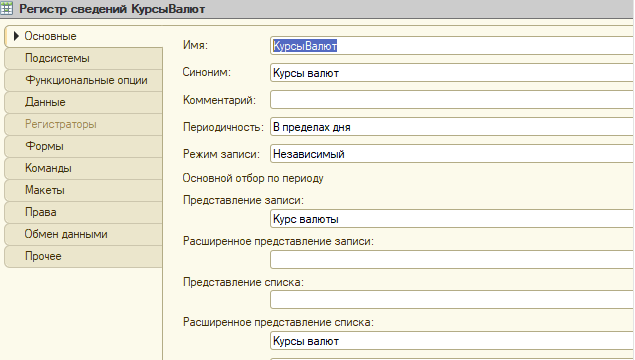 Регистр сведений КурсыВалют
Основные
Подсистемы
Функциональные опции
Данные
Регистраторы
Формы
Команды
Макеты
Права
Обмен данными
Прочее
Имя: КурсыВалют
Синоним: Курсы валют
Комментарий:
Периодичность: В пределах дня
Режим записи: Независимый
Основной отбор по периоду
Представление записи:
Курс валюты
Расширенное представление записи:
Представление списка:
Расширенное представление списка:
Курсы валют